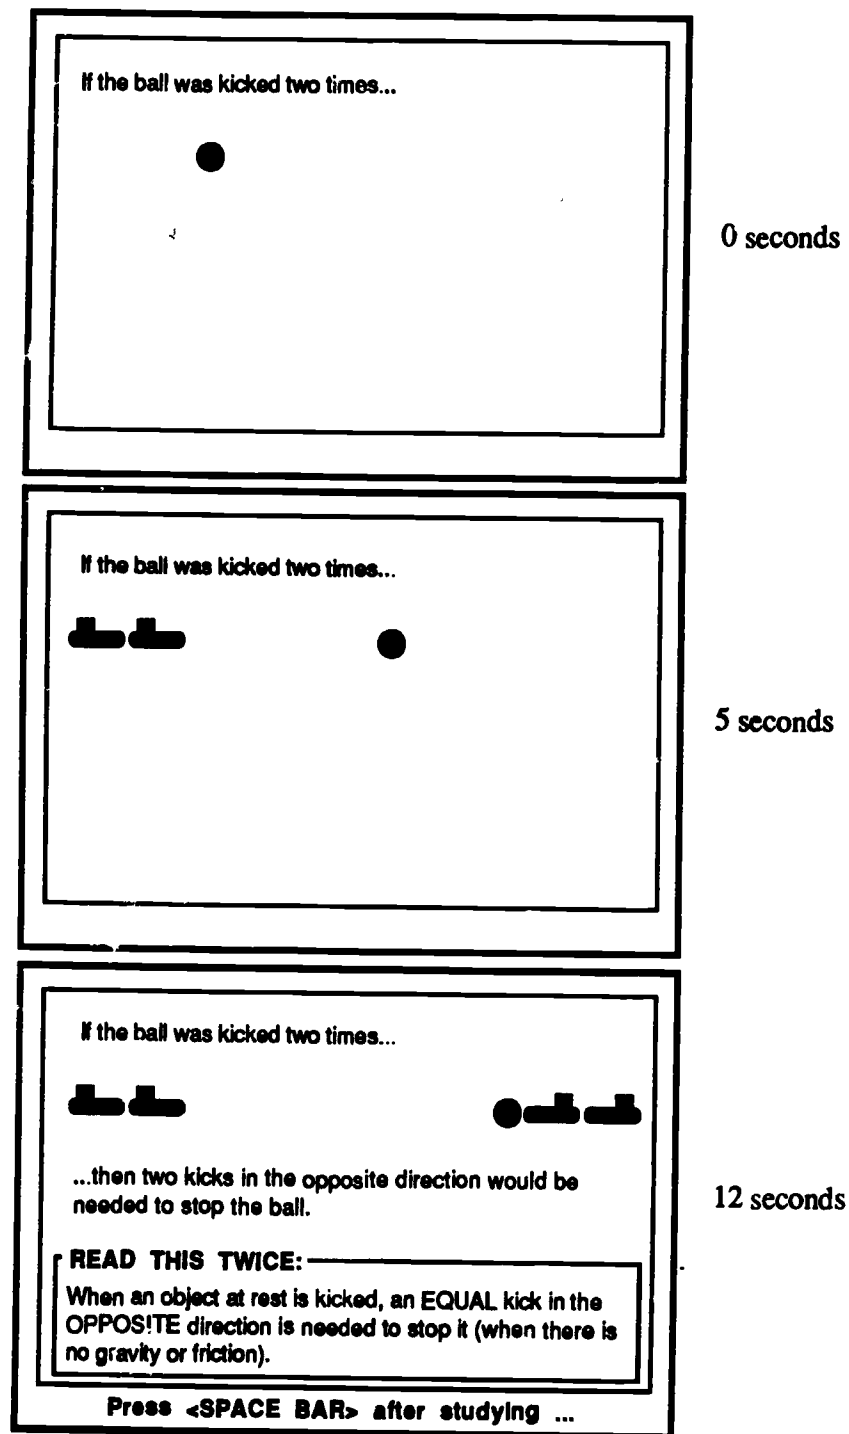 If the ball was kicked two times...
0 seconds
If the ball was kicked two times...
5 seconds
If the ball was kicked two times...
...then two kicks in the opposite direction would be
needed to stop the ball.
12 seconds
READ THIS TWICE:
When an object at rest is kicked, an EQUAL kick in the
OPPOS!TE direction is needed to stop it (when there is
no gravity or friction).
Press <SPACE BAR> after studying ...